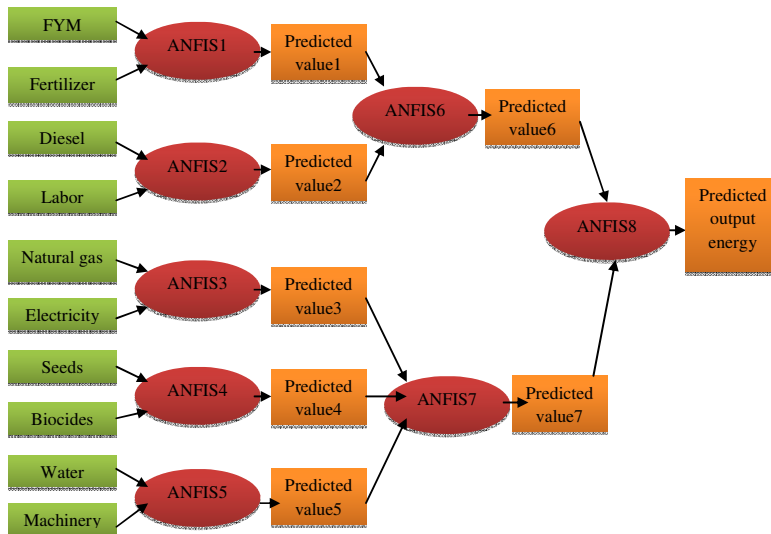 FYM
Fertilizer
ANFIS1
Predicted
value1
Diesel
Labor
ANFIS2
Predicted
value2
ANFIS6
Predicted
value6
Natural gas
Electricity
ANFIS3
Predicted
value3
Seeds
Biocides
ANFIS4
Predicted
value4
Water
Machinery
ANFIS5
Predicted
value5
ANFIS7
Predicted
value7
ANFIS8
Predicted
output
energy